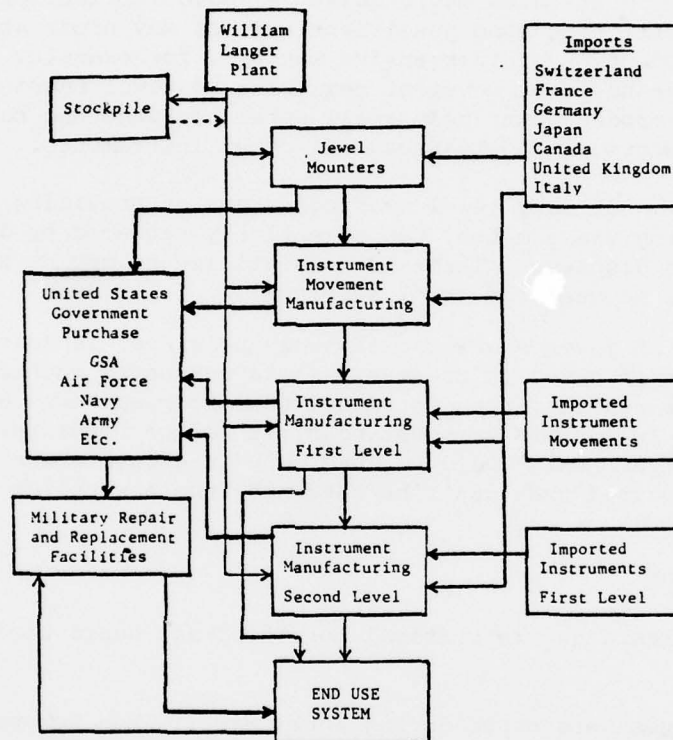 William
Langer
Plant
Imports
Switzerland
France
Germany
Japan
Canada
United Kingdom
Italy
Stockpile
Jewel
Mounters
Instrument
Movement
Manufacturing
United States
Government
Purchase
GSA
Air Force
Navy
Army
Etc.
Instrument
Manufacturing
First Level
Imported
Instrument
Movements
Military Repair
and Replacement
Facilities
Instrument
Manufacturing
Second Level
Imported
Instruments
First Level
END USE
SYSTEM